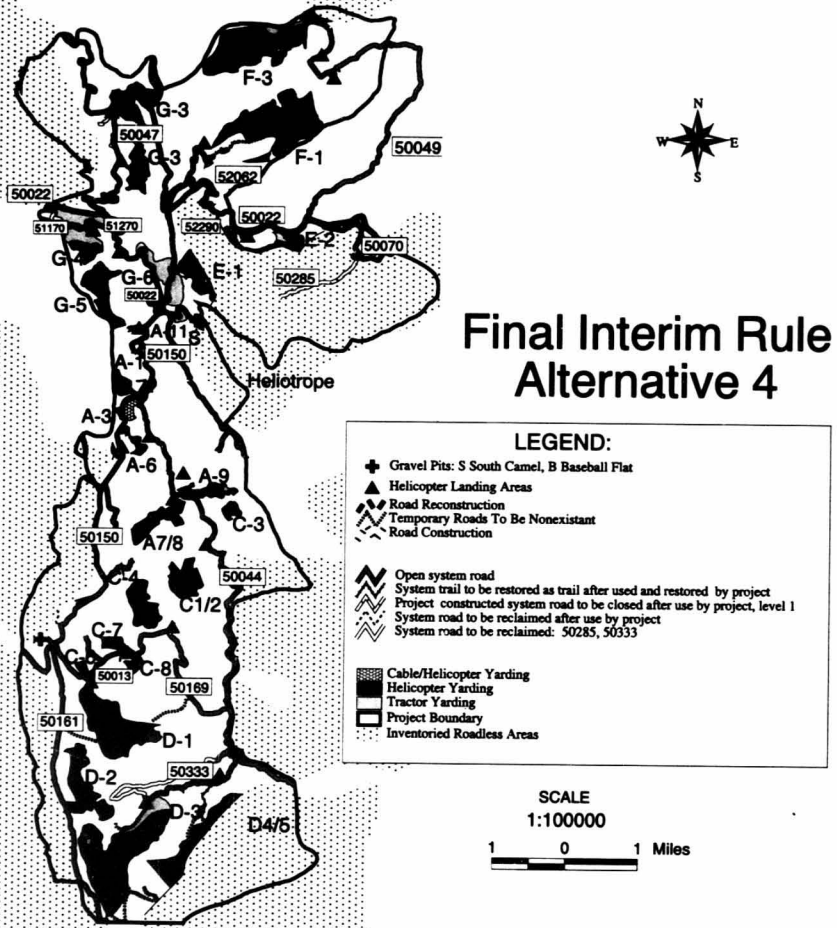 F-3
G-3
50047
G-3
F-1
50049
N
W
E
S
52062
50022
50022
51170
51270
52290
E-2
50070
G-4
G-6
E-1
50285
50022
G-5
A-11
S
50150
A-1
Heliotrope
A-3
A-6
A-9
C-3
50150
A7/8
50044
C-4
C1/2
C-7
C-8
50013
50169
50161
D-1
D-2
50333
D-3
D4/5
Final Interim Rule
Alternative 4
LEGEND:
Gravel Pits: S South Camel, B Baseball Flat
Helicopter Landing Areas
Road Reconstruction
Temporary Roads To Be Nonexistant
Road Construction
Open system road
System trail to be restored as trail after used and restored by project
Project constructed system road to be closed after use by project, level 1
System road to be reclaimed after use by project
System road to be reclaimed: 50285, 50333
Cable/Helicopter Yarding
Helicopter Yarding
Tractor Yarding
Project Boundary
Inventoried Roadless Areas
SCALE
1:100000
1 0 1 Miles